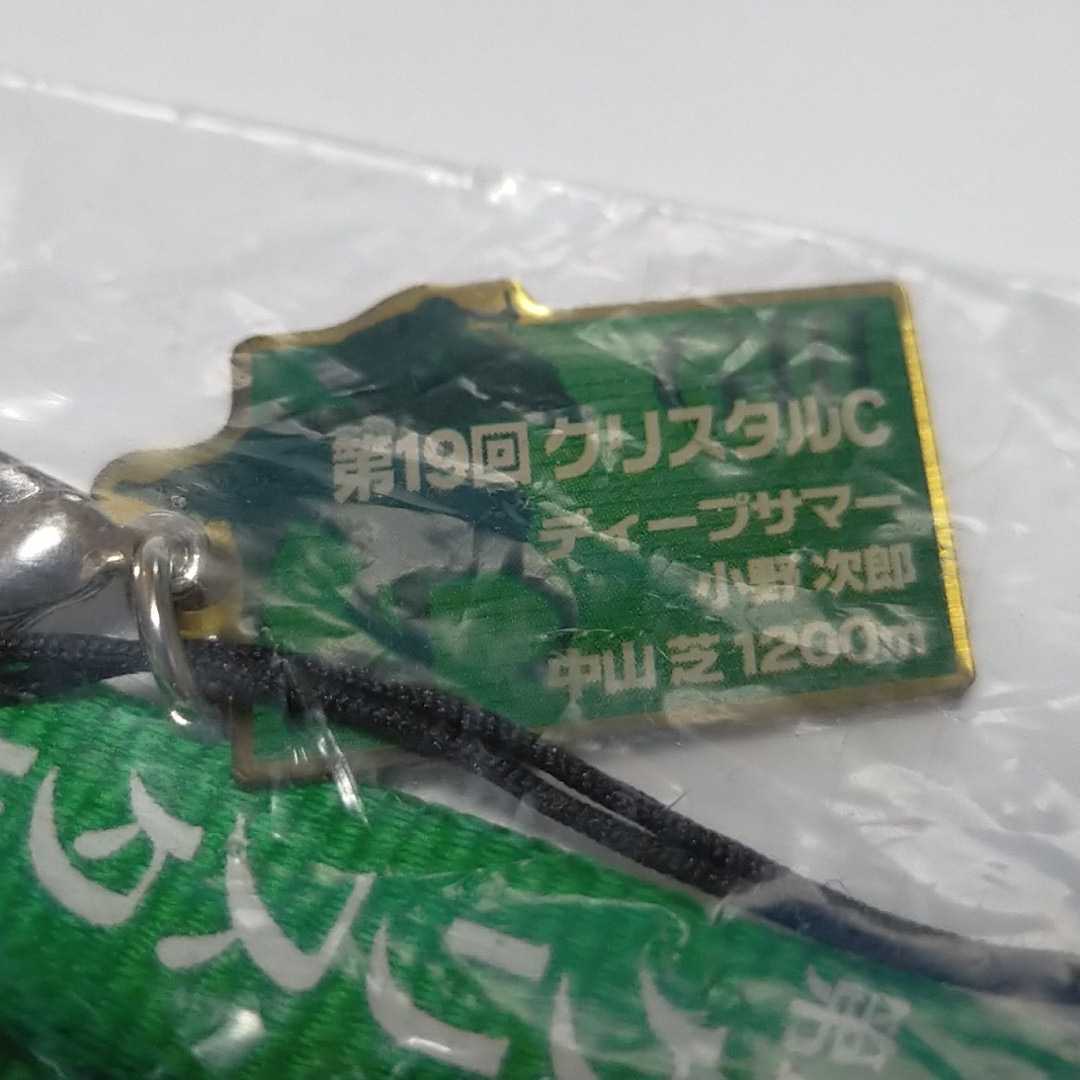 第19回 クリスタルC
ディープサマー
小野 次郎
中山 芝 1200m